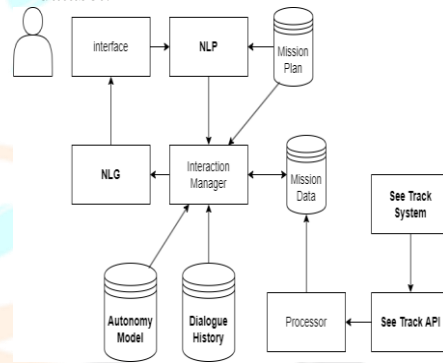 interface
NLP
Mission
Plan
NLG
Interaction
Manager
Mission
Data
See Track
System
Autonomy
Model
Dialogue
History
Processor
See Track API